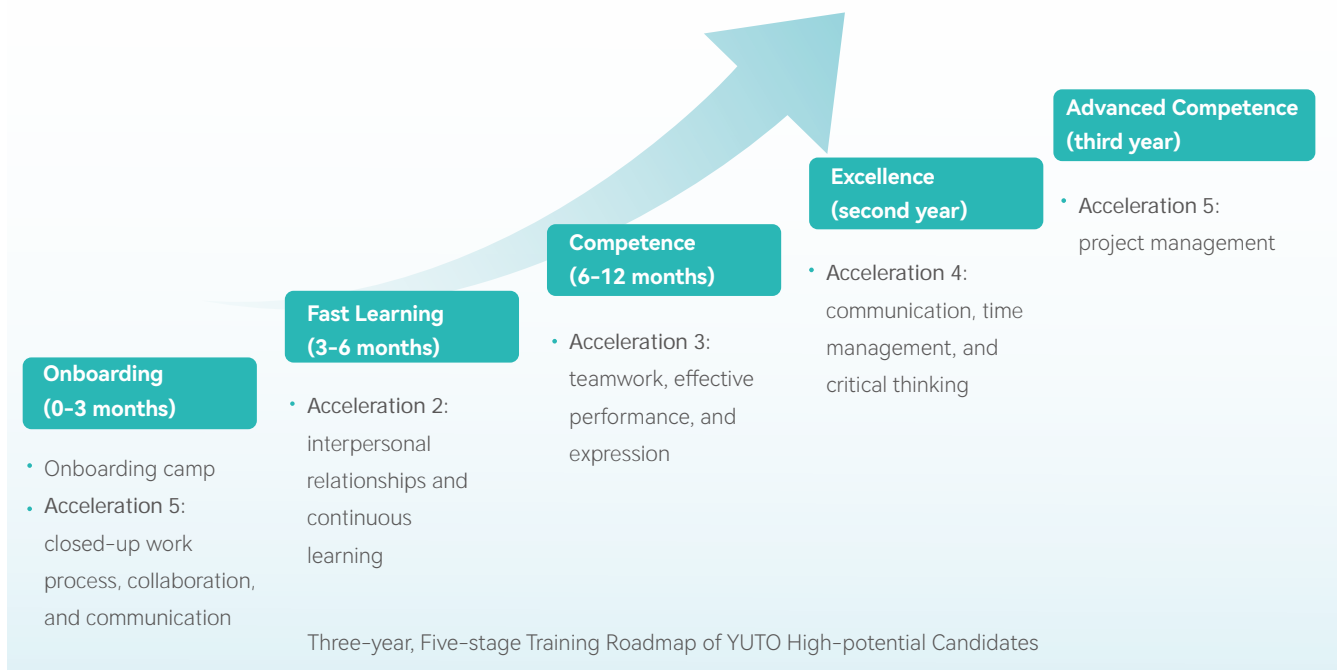 Onboarding
(0-3 months)
• Onboarding camp
• Acceleration 5:
closed-up work
process, collaboration,
and communication
Fast Learning
(3-6 months)
• Acceleration 2:
interpersonal
relationships and
continuous
learning
Competence
(6-12 months)
• Acceleration 3:
teamwork, effective
performance, and
expression
Excellence
(second year)
• Acceleration 4:
communication, time
management, and
critical thinking
Advanced Competence
(third year)
• Acceleration 5:
project management
Three-year, Five-stage Training Roadmap of YUTO High-potential Candidates